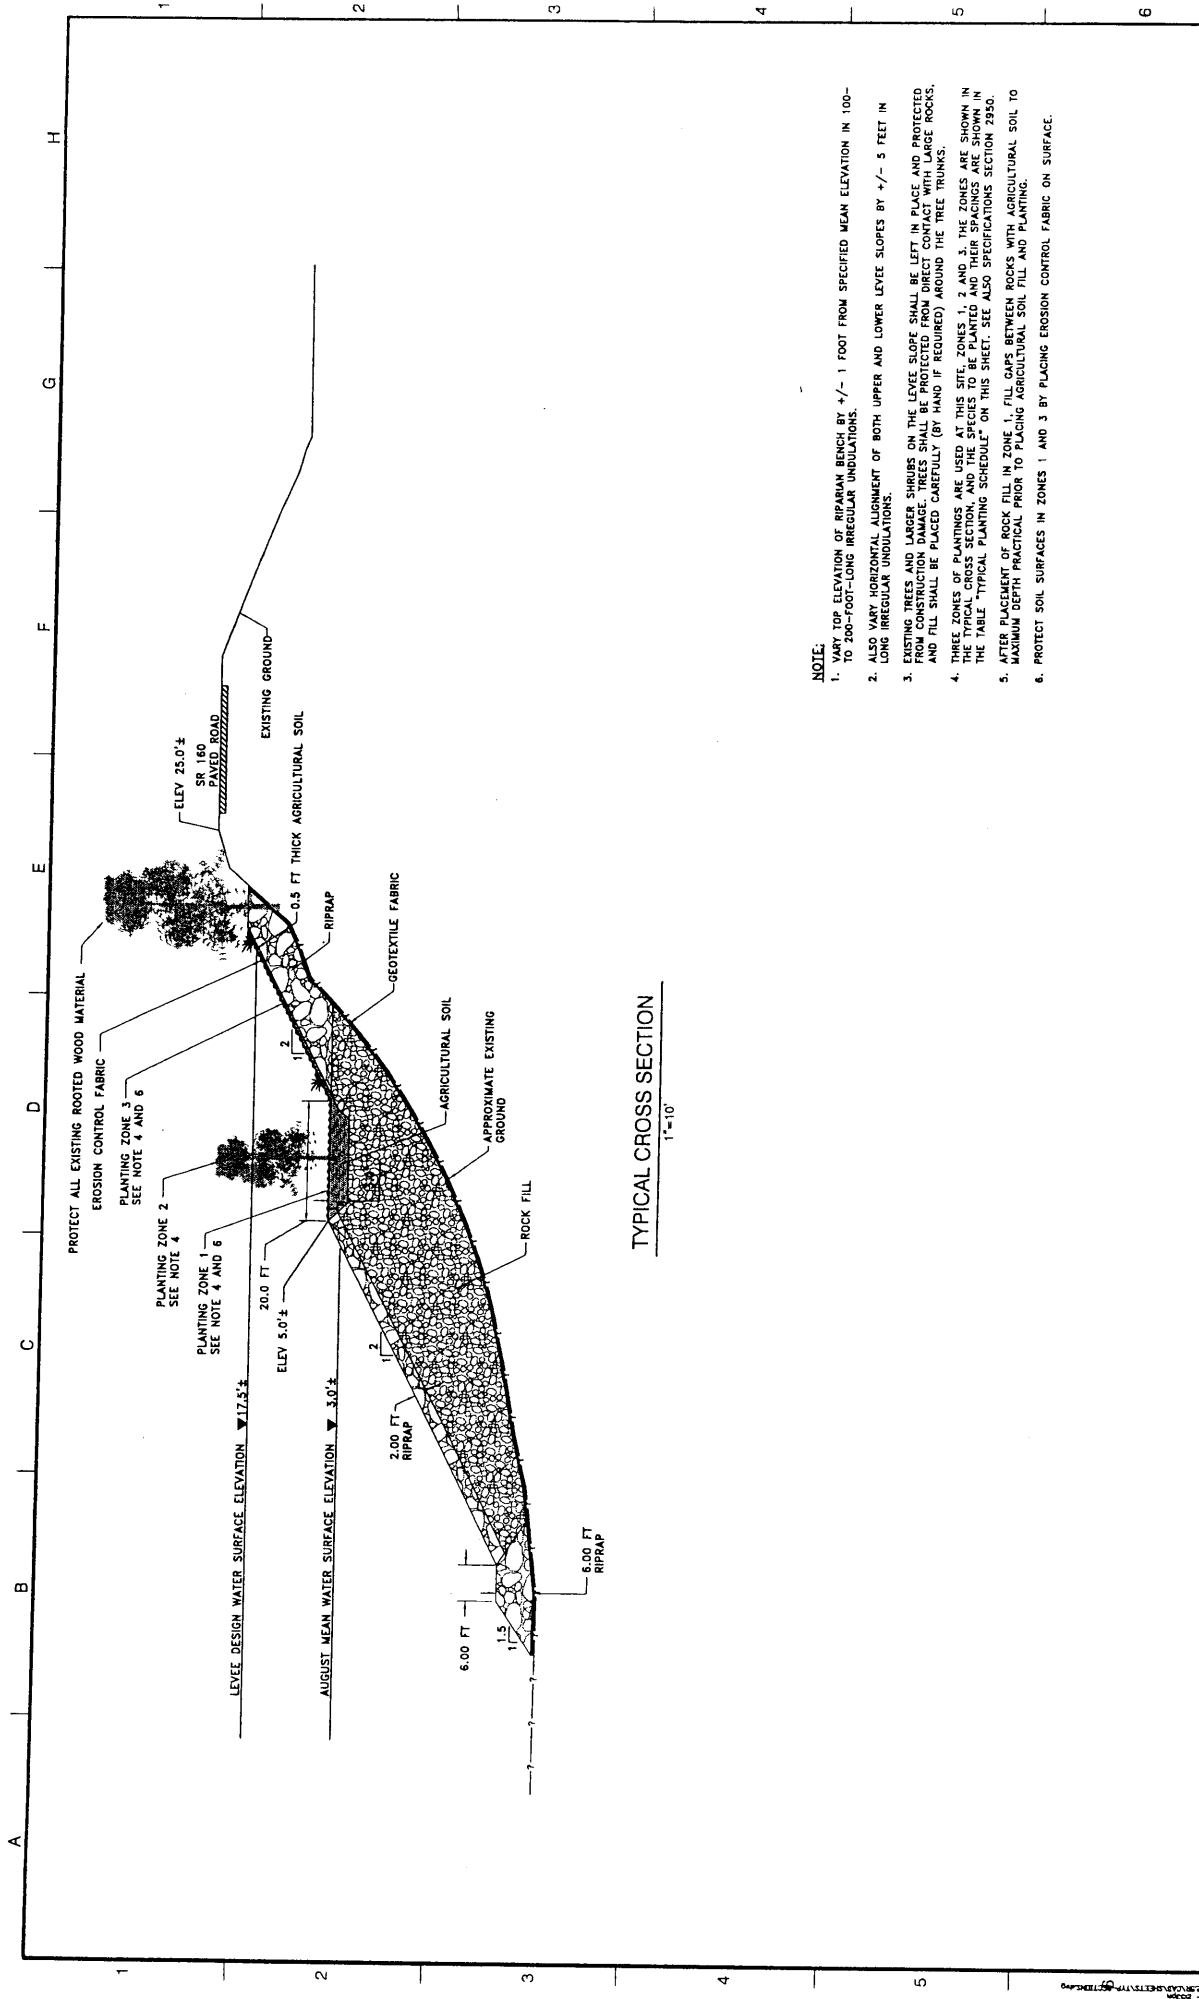 A
B
C
D
E
F
G
H
1
1
PROTECT ALL EXISTING ROOTED WOOD MATERIAL
EROSION CONTROL FABRIC
PLANTING ZONE 3
SEE NOTE 4 AND 6
PLANTING ZONE 2
SEE NOTE 4
PLANTING ZONE 1
SEE NOTE 4 AND 6
20.0 FT
ELEV 5.0'±
ELEV 25.0'±
SR 160
PAVED ROAD
EXISTING GROUND
0.5 FT THICK AGRICULTURAL SOIL
RIPRAP
GEOTEXTILE FABRIC
AGRICULTURAL SOIL
APPROXIMATE EXISTING
GROUND
ROCK FILL
LEVEE DESIGN WATER SURFACE ELEVATION 17.5'±
AUGUST MEAN WATER SURFACE ELEVATION 3.0'±
2
1
2
1
2.00 FT
RIPRAP
6.00 FT
1.5
1
6.00 FT
RIPRAP
?
?
?
2
2
3
3
TYPICAL CROSS SECTION
1"=10'
NOTE:
1. VARY TOP ELEVATION OF RIPARIAN BENCH BY +/- 1 FOOT FROM SPECIFIED MEAN ELEVATION IN 100-
TO 200-FOOT-LONG IRREGULAR UNDULATIONS.
2. ALSO VARY HORIZONTAL ALIGNMENT OF BOTH UPPER AND LOWER LEVEE SLOPES BY +/- 5 FEET IN
LONG IRREGULAR UNDULATIONS.
3. EXISTING TREES AND LARGER SHRUBS ON THE LEVEE SLOPE SHALL BE LEFT IN PLACE AND PROTECTED
FROM CONSTRUCTION DAMAGE. TREES SHALL BE PROTECTED FROM DIRECT CONTACT WITH LARGE ROCKS,
AND FILL SHALL BE PLACED CAREFULLY (BY HAND IF REQUIRED) AROUND THE TREE TRUNKS.
4. THREE ZONES OF PLANTINGS ARE USED AT THIS SITE, ZONES 1, 2 AND 3. THE ZONES ARE SHOWN IN
THE TYPICAL CROSS SECTION, AND THE SPECIES TO BE PLANTED AND THEIR SPACINGS ARE SHOWN IN
THE TABLE "TYPICAL PLANTING SCHEDULE" ON THIS SHEET. SEE ALSO SPECIFICATIONS SECTION 2950.
5. AFTER PLACEMENT OF ROCK FILL IN ZONE 1, FILL GAPS BETWEEN ROCKS WITH AGRICULTURAL SOIL TO
MAXIMUM DEPTH PRACTICAL PRIOR TO PLACING AGRICULTURAL SOIL FILL AND PLANTING.
6. PROTECT SOIL SURFACES IN ZONES 1 AND 3 BY PLACING EROSION CONTROL FABRIC ON SURFACE.
4
4
5
5
6
6